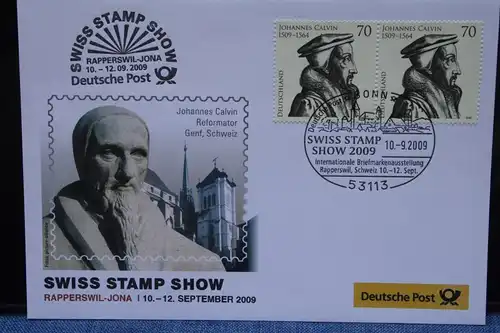 SWISS STAMP SHOW
RAPPERSWIL-JONA
10. – 12. 09. 2009
Deutsche Post
Johannes Calvin
Reformator
Genf, Schweiz
SWISS STAMP SHOW
RAPPERSWIL-JONA | 10.–12. SEPTEMBER 2009
JOHANNES CALVIN
1509–1564
70
DEUTSCHLAND
JOHANNES CALVIN
1509–1564
70
BONN
SWISS STAMP
SHOW 2009
10.-9.2009
Internationale Briefmarkenausstellung
Rapperswil, Schweiz 10.-12. Sept.
53113
Deutsche Post